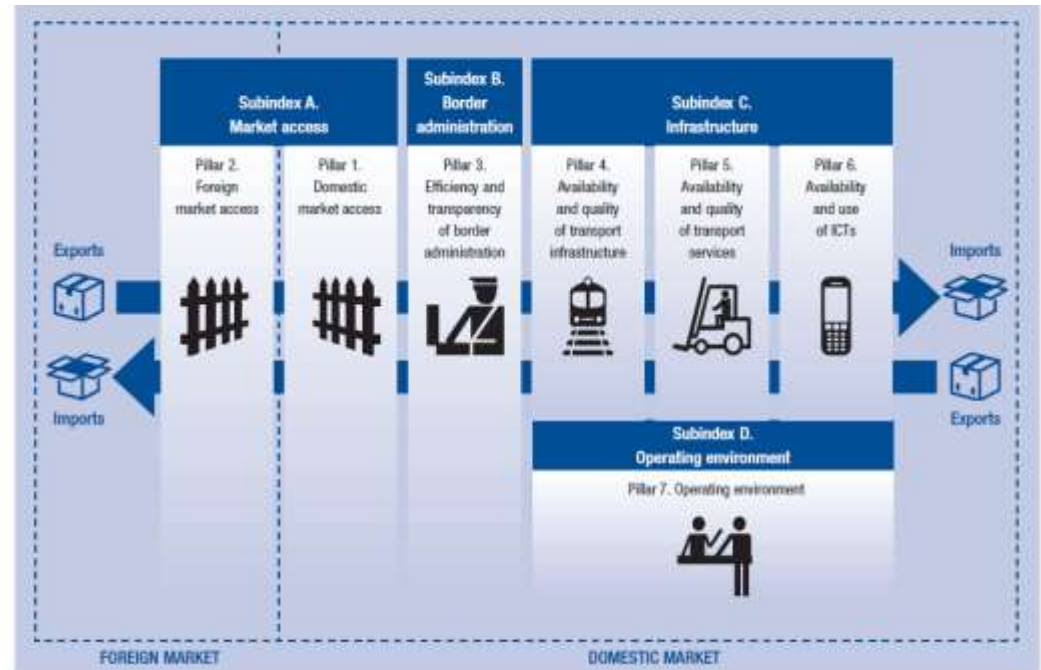 Subindex A.
Market access
Subindex B.
Border
administration
Subindex C.
Infrastructure
Pillar 2.
Foreign
market access
Pillar 1.
Domestic
market access
Pillar 3.
Efficiency and
transparency
of border
administration
Pillar 4.
Availability
and quality
of transport
infrastructure
Pillar 5.
Availability
and quality
of transport
services
Pillar 6.
Availability
and use
of ICTs
Exports
Imports
Imports
Exports
Subindex D.
Operating environment
Pillar 7. Operating environment
FOREIGN MARKET
DOMESTIC MARKET